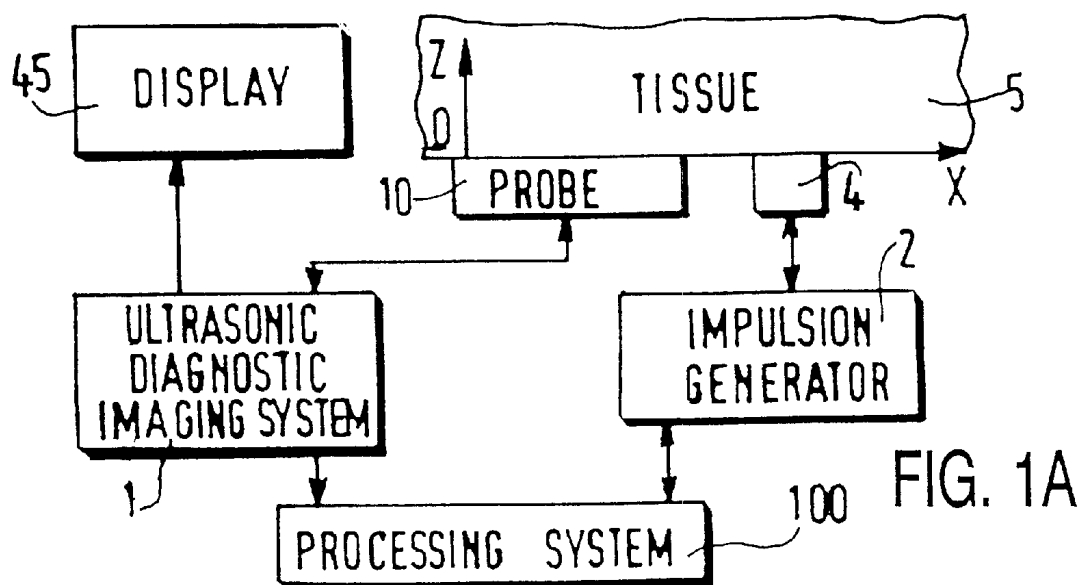 45
DISPLAY
Z
0
TISSUE
5
10
PROBE
4
X
ULTRASONIC
DIAGNOSTIC
IMAGING SYSTEM
1
2
IMPULSION
GENERATOR
FIG. 1A
PROCESSING SYSTEM
100